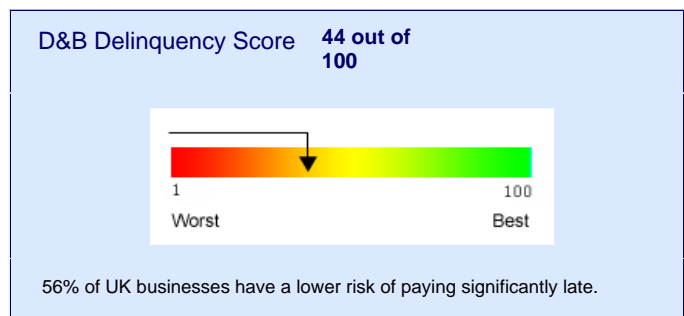 D&B Delinquency Score 44 out of
100
1 100
Worst Best
56% of UK businesses have a lower risk of paying significantly late.